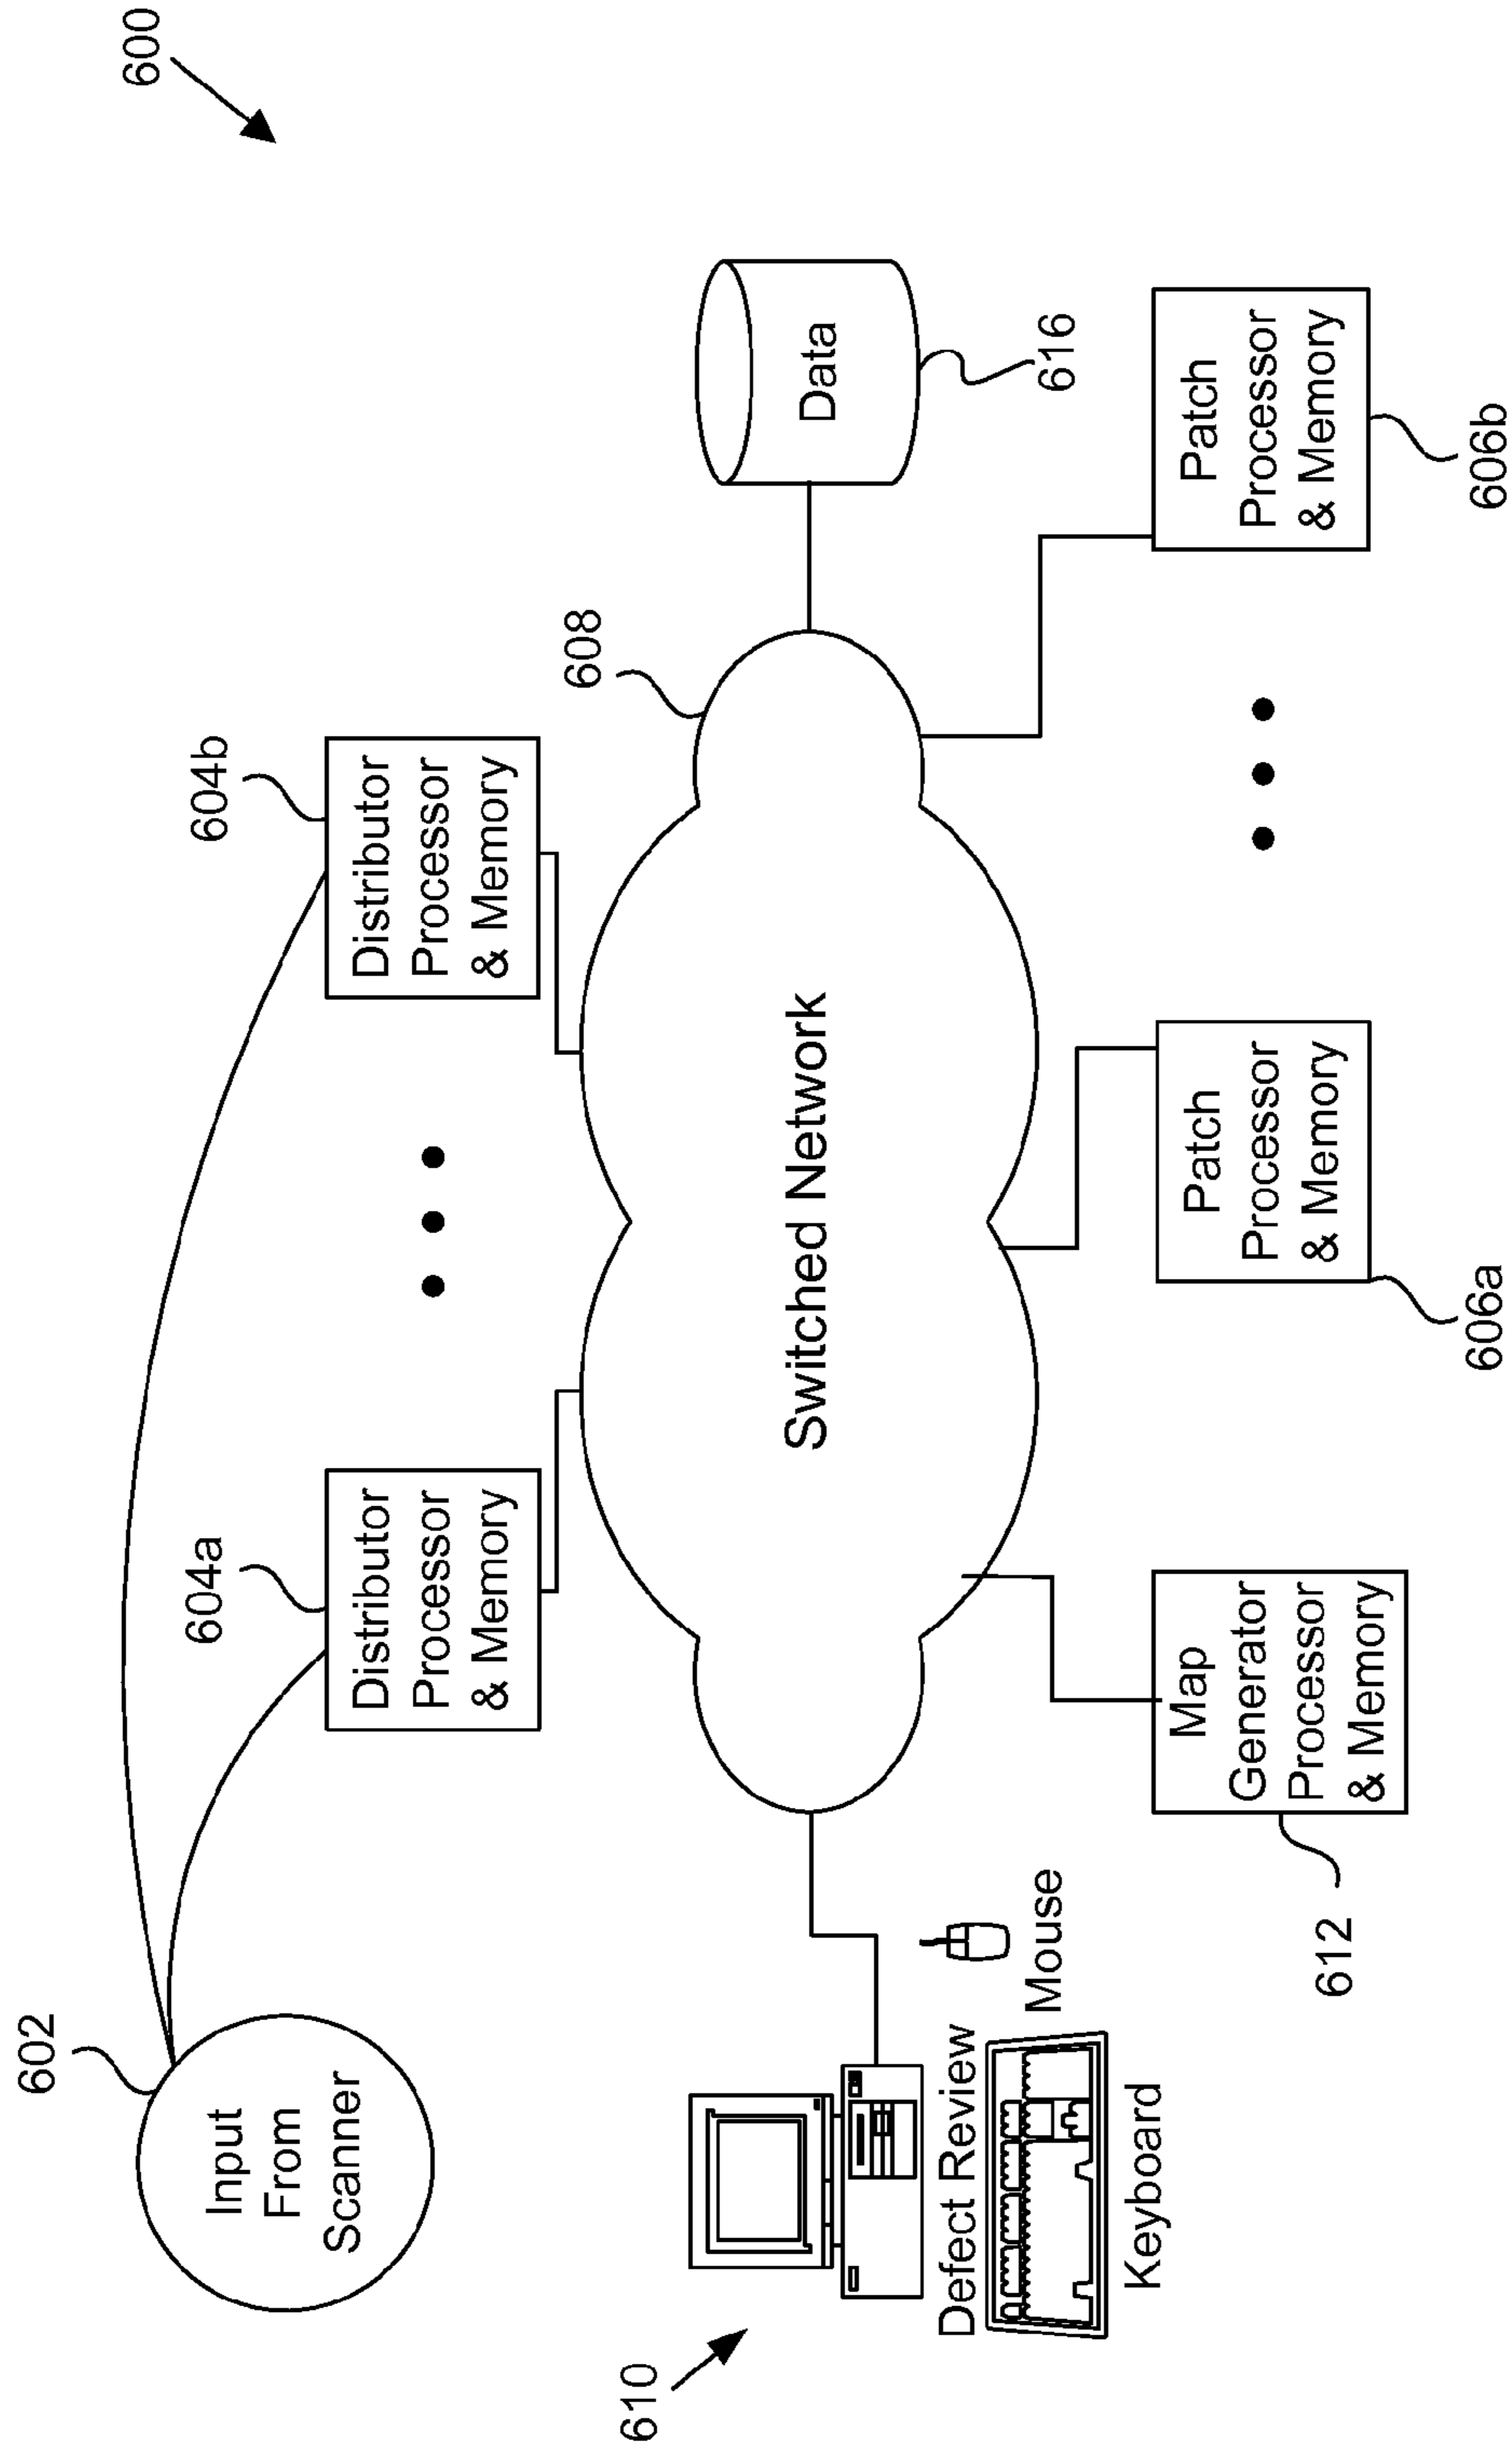 600
602
Input
From
Scanner
604a
Distributor
Processor
& Memory
604b
Distributor
Processor
& Memory
608
Switched Network
Data
616
610
Defect Review
Mouse
Keyboard
612
Map
Generator
Processor
& Memory
606a
Patch
Processor
& Memory
606b
Patch
Processor
& Memory